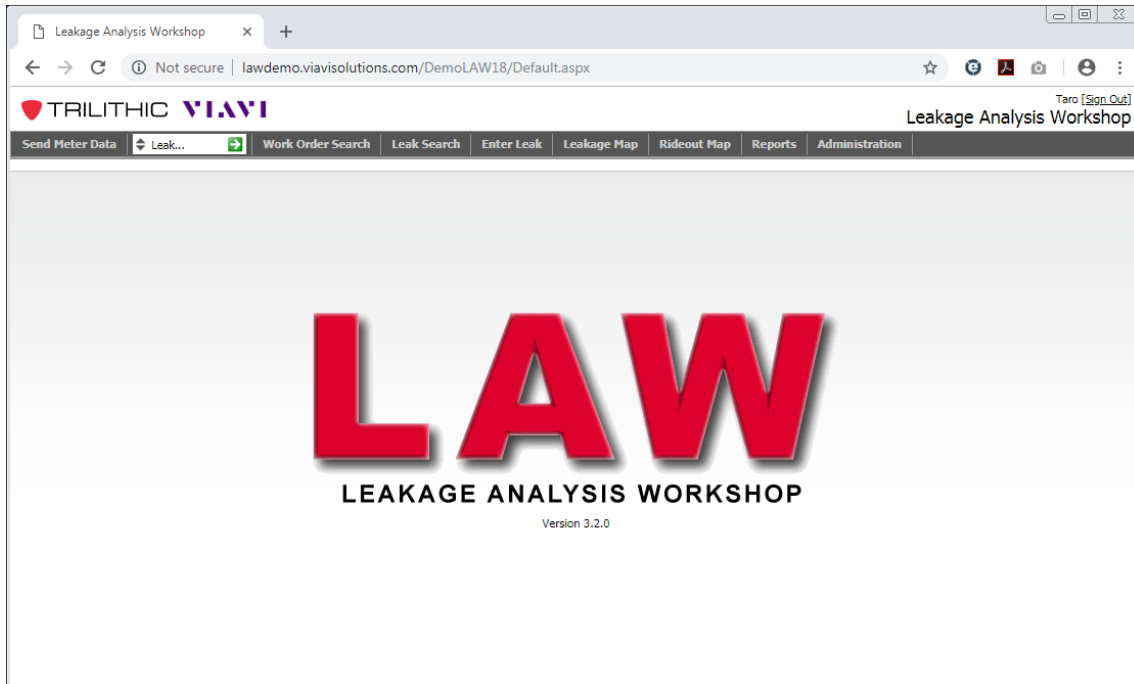 Leakage Analysis Workshop
Not secure | lawdemo.viavisolutions.com/DemoLAW18/Default.aspx
TRILITHIC VIAVI
Taro [Sign Out]
Leakage Analysis Workshop
Send Meter Data Leak... Work Order Search Leak Search Enter Leak Leakage Map Rideout Map Reports Administration
LAW
LEAKAGE ANALYSIS WORKSHOP
Version 3.2.0